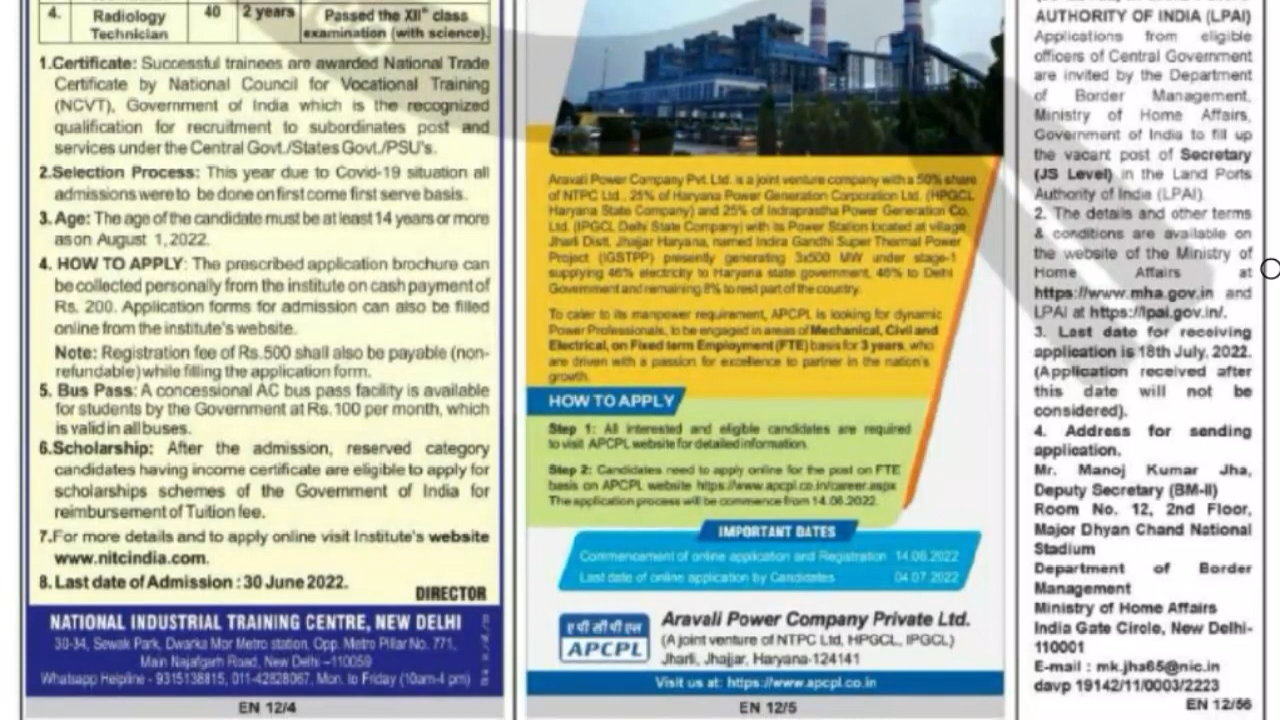 4.
Radiology
Technician
40
2 years
Passed the XIIth class
examination (with science).
1.Certificate: Successful trainees are awarded National Trade
Certificate by National Council for Vocational Training
(NCVT), Government of India which is the recognized
qualification for recruitment to subordinates post and
services under the Central Govt./States Govt./PSU's.
2.Selection Process: This year due to Covid-19 situation all
admissions were to be done on first come first serve basis.
3. Age: The age of the candidate must be at least 14 years or more
as on August 1, 2022.
4. HOW TO APPLY: The prescribed application brochure can
be collected personally from the institute on cash payment of
Rs. 200. Application forms for admission can also be filled
online from the institute's website.
Note: Registration fee of Rs.500 shall also be payable (non-
refundable) while filling the application form.
5. Bus Pass: A concessional AC bus pass facility is available
for students by the Government at Rs. 100 per month, which
is valid in all buses.
6.Scholarship: After the admission, reserved category
candidates having income certificate are eligible to apply for
scholarships schemes of the Government of India for
reimbursement of Tuition fee.
7.For more details and to apply online visit Institute's website
www.nitcindia.com.
8. Last date of Admission : 30 June 2022.
DIRECTOR
NATIONAL INDUSTRIAL TRAINING CENTRE, NEW DELHI
30-34, Sewak Park, Dwarka Mor Metro station, Opp. Metro Pillar No. 771,
Main Najafgarh Road, New Delhi –110059
Whatsapp Helpline - 9315138815, 011-42828067, Mon. to Friday (10am-4 pm)
EN 12/4
Aravali Power Company Pvt. Ltd. is a joint venture company with a 50% share
of NTPC Ltd., 25% of Haryana Power Generation Corporation Ltd. (HPGCL
Haryana State Company) and 25% of Indraprastha Power Generation Co.
Ltd. (IPGCL Delhi State Company) with its Power Station located at village
Jharli Distt. Jhajjar Haryana, named Indira Gandhi Super Thermal Power
Project (IGSTPP) presently generating 3x500 MW under stage-1
supplying 46% electricity to Haryana state government, 46% to Delhi
Government and remaining 8% to rest part of the country.
To cater to its manpower requirement, APCPL is looking for dynamic
Power Professionals, to be engaged in areas of Mechanical, Civil and
Electrical, on Fixed term Employment (FTE) basis for 3 years, who
are driven with a passion for excellence to partner in the nation's
growth.
HOW TO APPLY
Step 1: All interested and eligible candidates are required
to visit APCPL website for detailed information.
Step 2: Candidates need to apply online for the post on FTE
basis on APCPL website https://www.apcpl.co.in/career.aspx
The application process will be commence from 14.06.2022.
IMPORTANT DATES
Commencement of online application and Registration 14.06.2022
Last date of online application by Candidates 04.07.2022
ए पी सी पी एल
APCPL
Aravali Power Company Private Ltd.
(A joint venture of NTPC Ltd, HPGCL, IPGCL)
Jharli, Jhajjar, Haryana-124141
Visit us at: https://www.apcpl.co.in
EN 12/5
AUTHORITY OF INDIA (LPAI)
Applications from eligible
officers of Central Government
are invited by the Department
of Border Management,
Ministry of Home Affairs,
Government of India to fill up
the vacant post of Secretary
(JS Level) in the Land Ports
Authority of India (LPAI).
2. The details and other terms
& conditions are available on
the website of the Ministry of
Home Affairs at
https://www.mha.gov.in and
LPAI at https://lpai.gov.in/.
3. Last date for receiving
application is 18th July, 2022.
(Application received after
this date will not be
considered).
4. Address for sending
application.
Mr. Manoj Kumar Jha,
Deputy Secretary (BM-II)
Room No. 12, 2nd Floor,
Major Dhyan Chand National
Stadium
Department of Border
Management
Ministry of Home Affairs
India Gate Circle, New Delhi-
110001
E-mail : mk.jha65@nic.in
davp 19142/11/0003/2223
EN 12/56